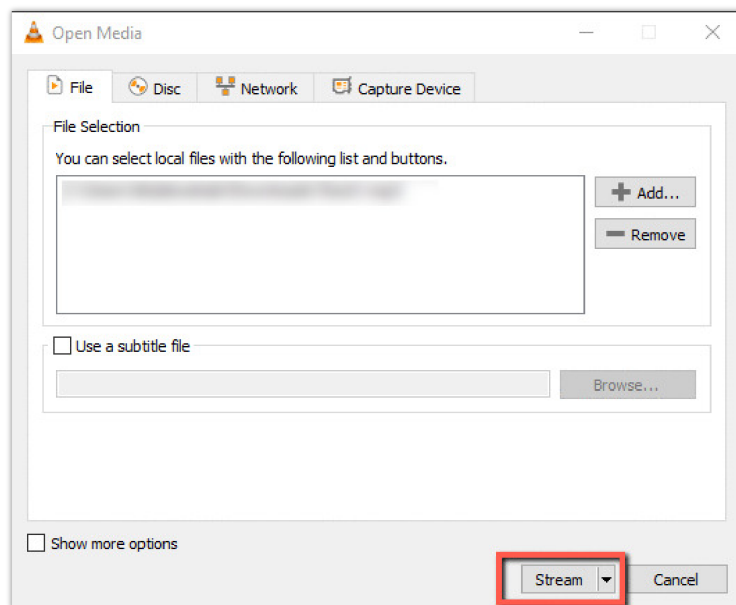 Open Media
File Disc Network Capture Device
File Selection
You can select local files with the following list and buttons.
Add...
Remove
Use a subtitle file
Browse...
Show more options
Stream Cancel